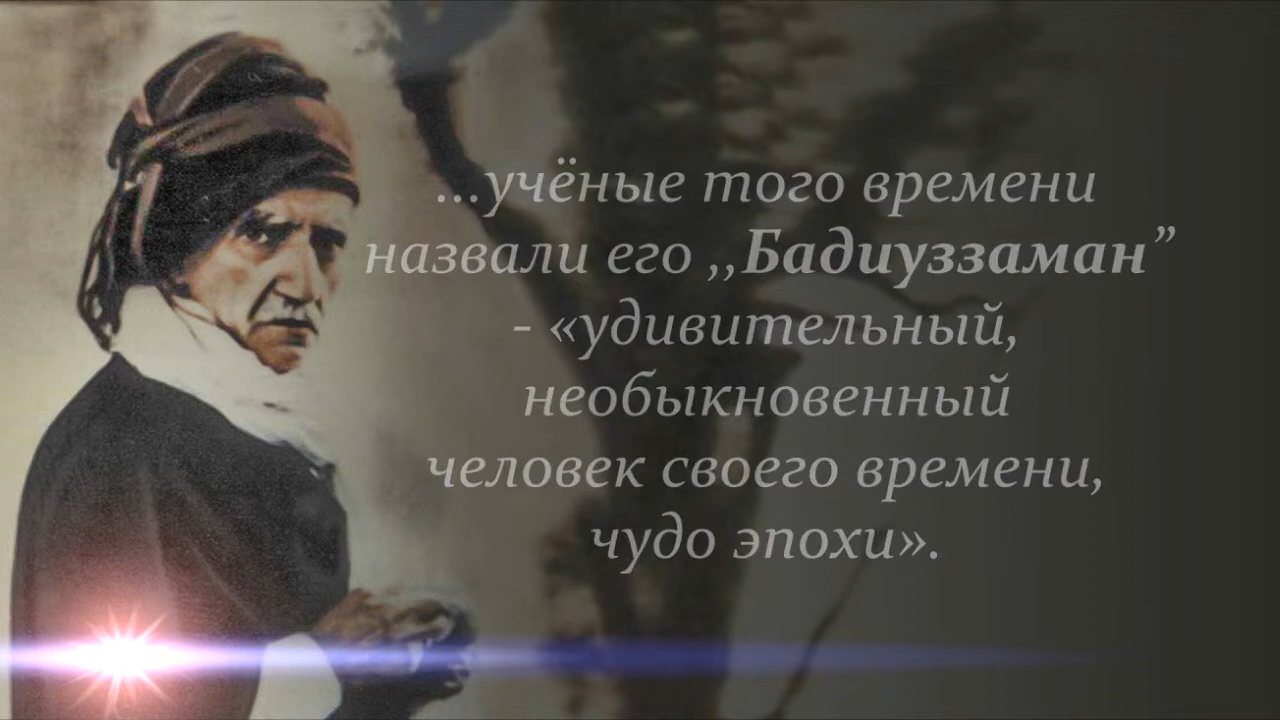 ...учёные того времени
назвали его ,,Бадиуззаман”
- «удивительный,
необыкновенный
человек своего времени,
чудо эпохи».